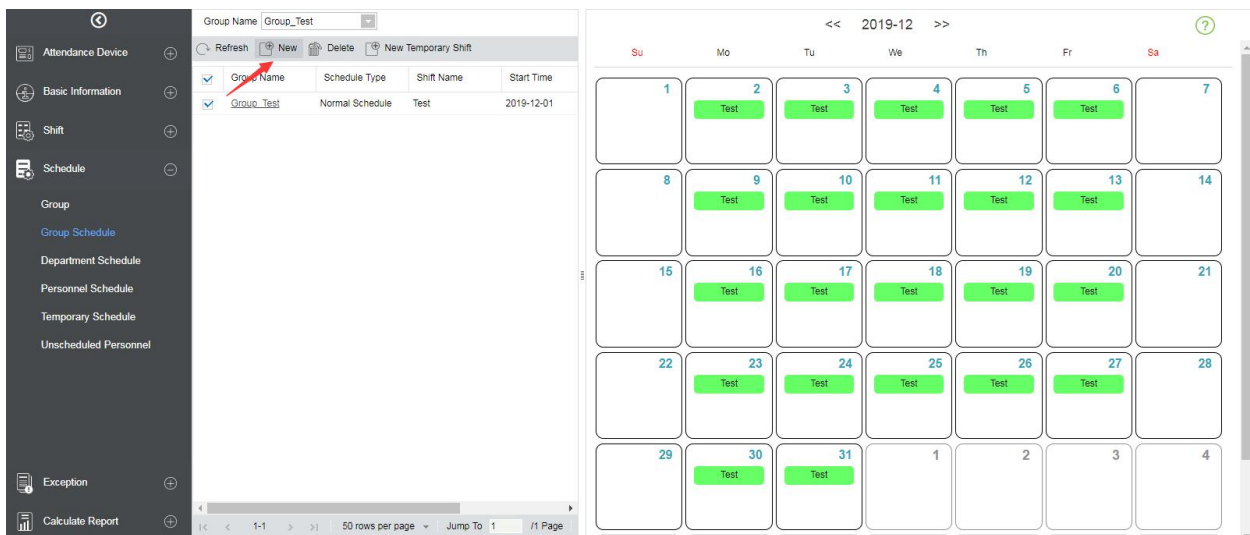 Group Name Group_Test
<< 2019-12 >>
?
Attendance Device
Basic Information
Shift
Schedule
Group
Group Schedule
Department Schedule
Personnel Schedule
Temporary Schedule
Unscheduled Personnel
Exception
Calculate Report
Refresh New Delete New Temporary Shift
Group Name Schedule Type Shift Name Start Time
Group_Test Normal Schedule Test 2019-12-01
|< < 1-1 > >| 50 rows per page Jump To 1 /1 Page
Su Mo Tu We Th Fr Sa
1 2 3 4 5 6 7
Test Test Test Test Test
8 9 10 11 12 13 14
Test Test Test Test Test
15 16 17 18 19 20 21
Test Test Test Test Test
22 23 24 25 26 27 28
Test Test Test Test Test
29 30 31 1 2 3 4
Test Test